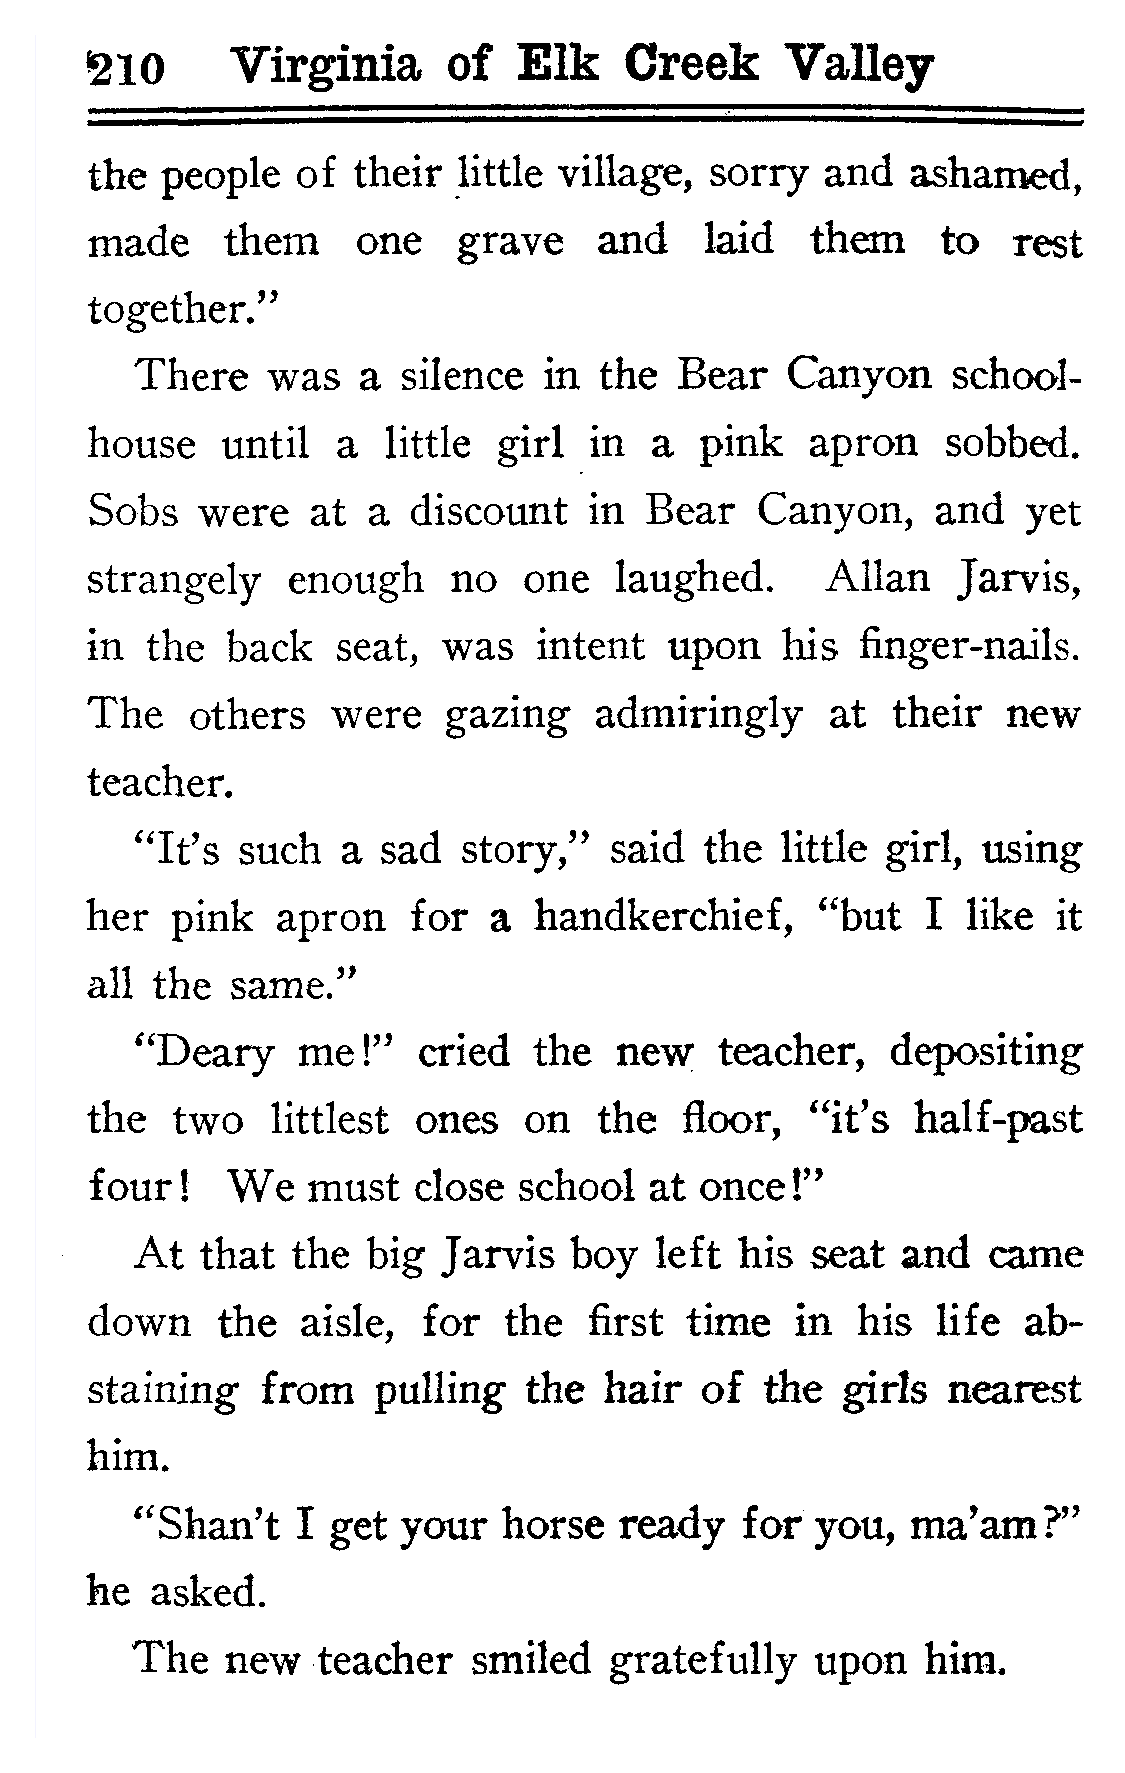 210 Virginia of Elk Creek Valley
the people of their little village, sorry and ashamed,
made them one grave and laid them to rest
together.”
There was a silence in the Bear Canyon school-
house until a little girl in a pink apron sobbed.
Sobs were at a discount in Bear Canyon, and yet
strangely enough no one laughed. Allan Jarvis,
in the back seat, was intent upon his finger-nails.
The others were gazing admiringly at their new
teacher.
“It’s such a sad story,” said the little girl, using
her pink apron for a handkerchief, “but I like it
all the same.”
“Deary me!” cried the new teacher, depositing
the two littlest ones on the floor, “it’s half-past
four! We must close school at once!”
At that the big Jarvis boy left his seat and came
down the aisle, for the first time in his life ab-
staining from pulling the hair of the girls nearest
him.
“Shan’t I get your horse ready for you, ma’am?”
he asked.
The new teacher smiled gratefully upon him.